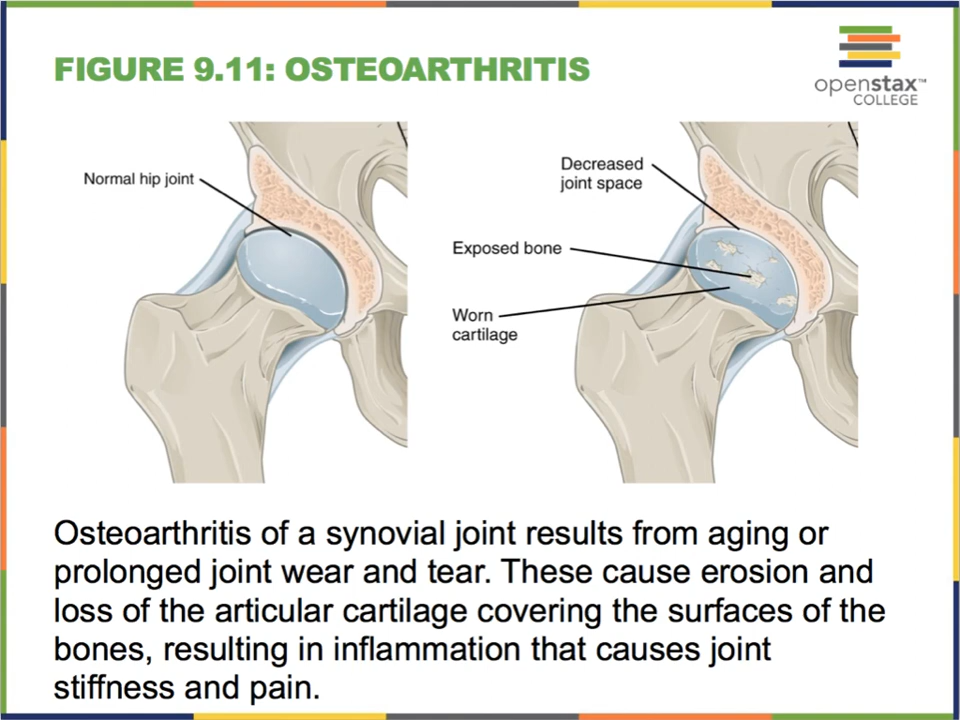 FIGURE 9.11: OSTEOARTHRITIS
openstax™
COLLEGE
Normal hip joint
Decreased
joint space
Exposed bone
Worn
cartilage
Osteoarthritis of a synovial joint results from aging or
prolonged joint wear and tear. These cause erosion and
loss of the articular cartilage covering the surfaces of the
bones, resulting in inflammation that causes joint
stiffness and pain.